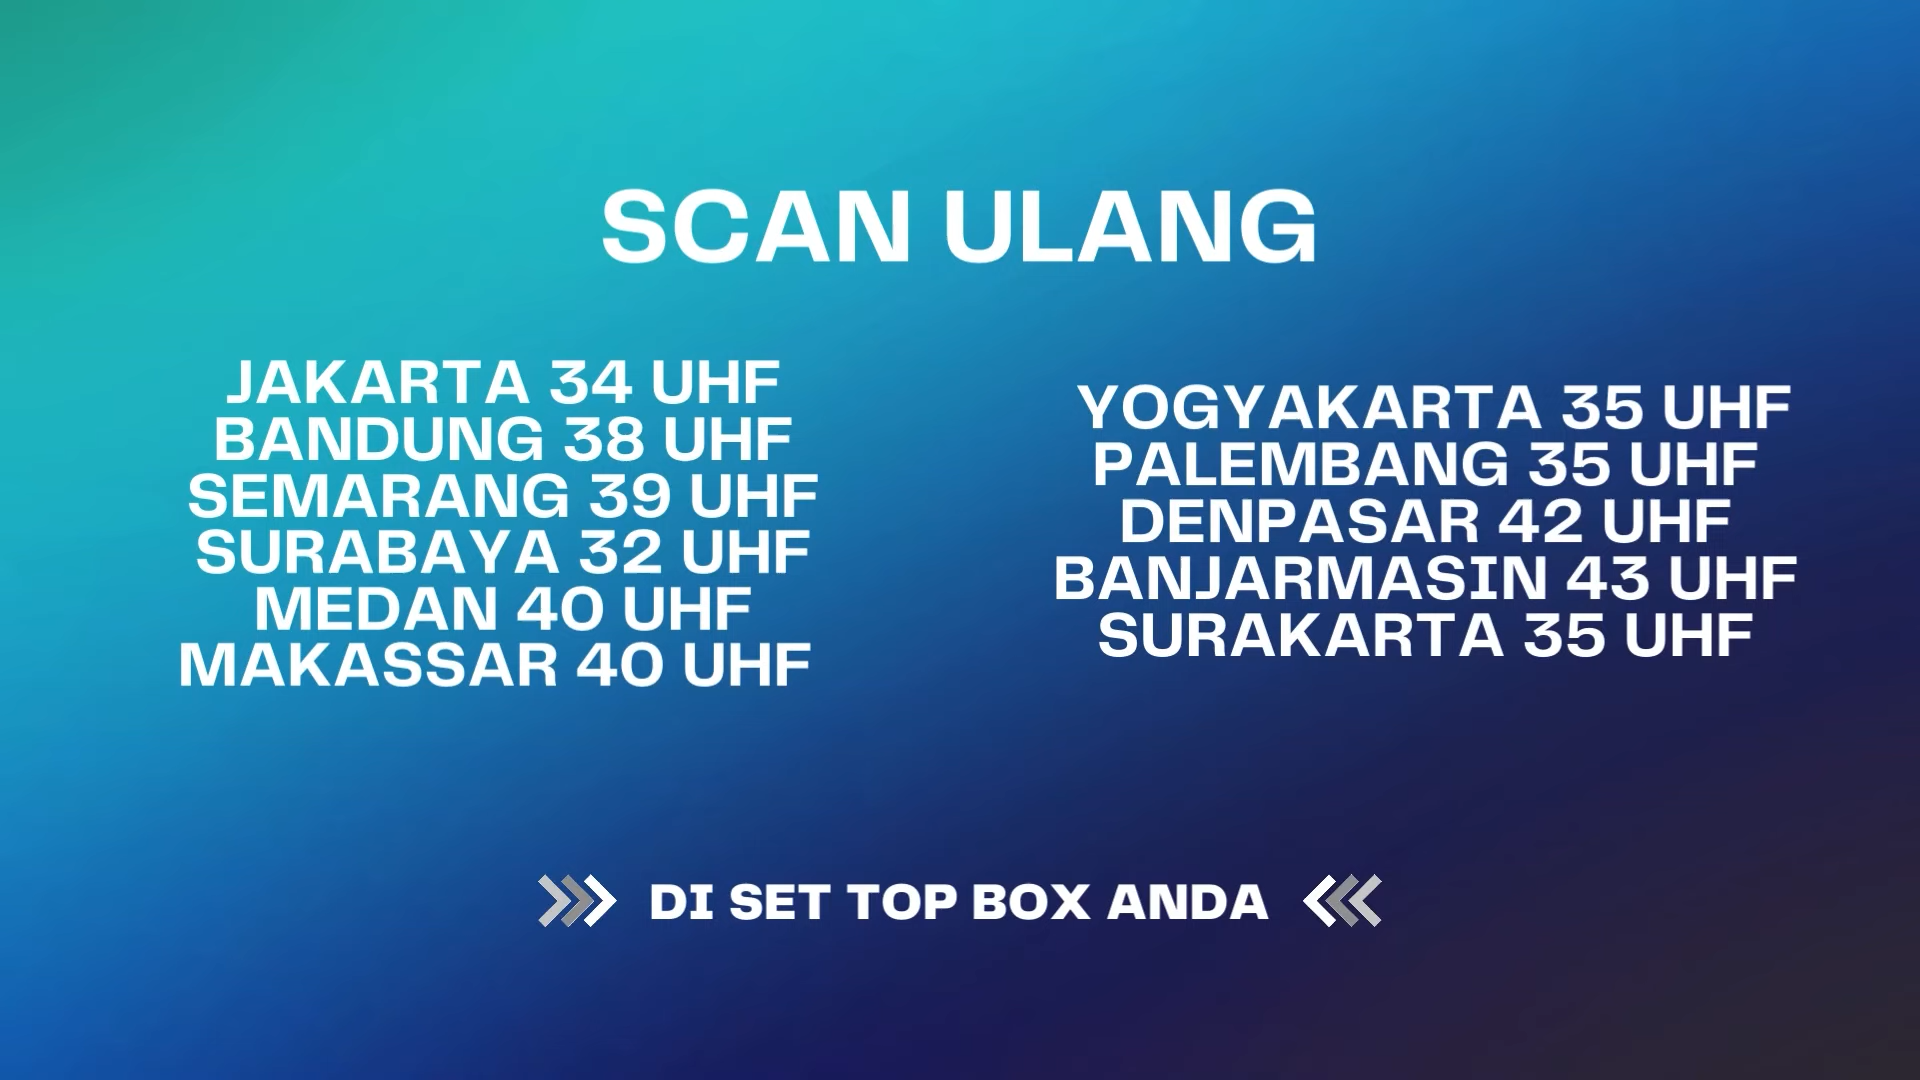 SCAN ULANG
JAKARTA 34 UHF
BANDUNG 38 UHF
SEMARANG 39 UHF
SURABAYA 32 UHF
MEDAN 40 UHF
MAKASSAR 40 UHF
YOGYAKARTA 35 UHF
PALEMBANG 35 UHF
DENPASAR 42 UHF
BANJARMASIN 43 UHF
SURAKARTA 35 UHF
DI SET TOP BOX ANDA